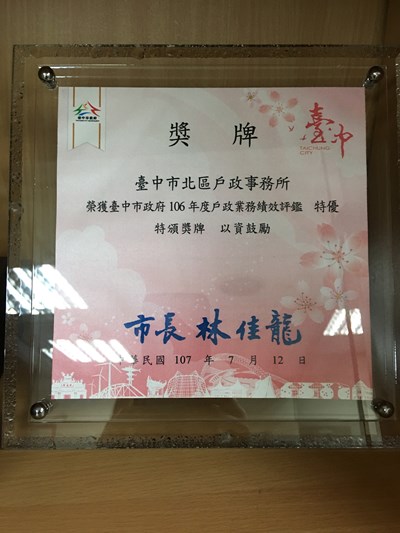 獎 牌
臺中
TAICHUNG
CITY
臺中市北區戶政事務所
榮獲臺中市政府 106 年度戶政業務績效評鑑 特優
特頒獎牌 以資鼓勵
市長 林佳龍
民國 107 年 7 月 12 日